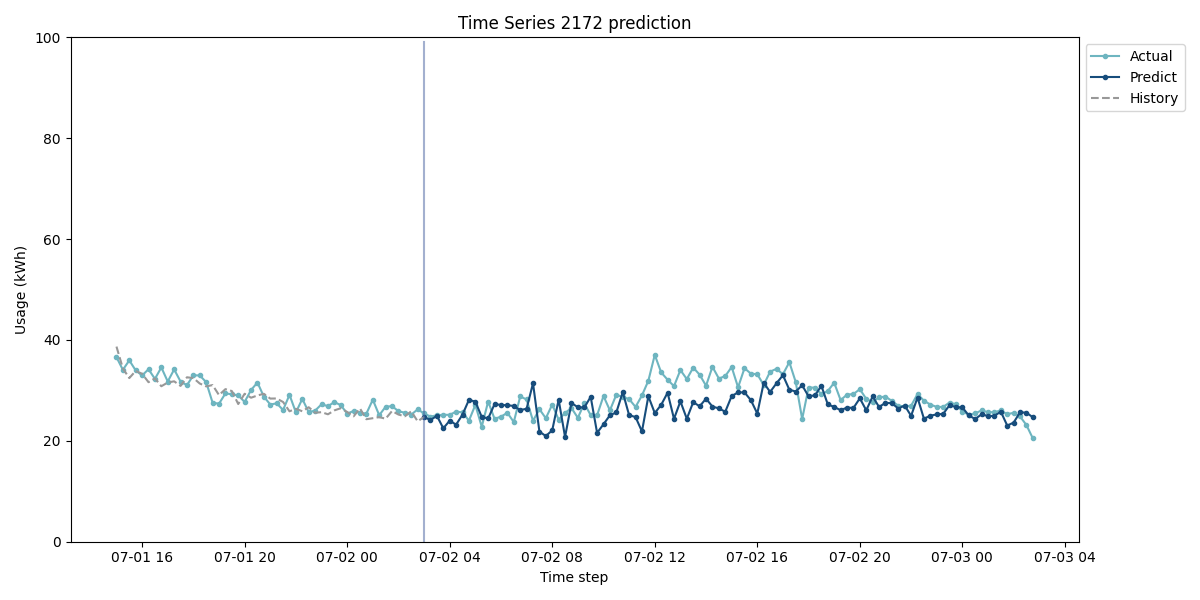 Time Series 2172 prediction
100
80
60
40
20
0
Usage (kWh)
07-01 16
07-01 20
07-02 00
07-02 04
07-02 08
07-02 12
07-02 16
07-02 20
07-03 00
07-03 04
Time step
Actual
Predict
History